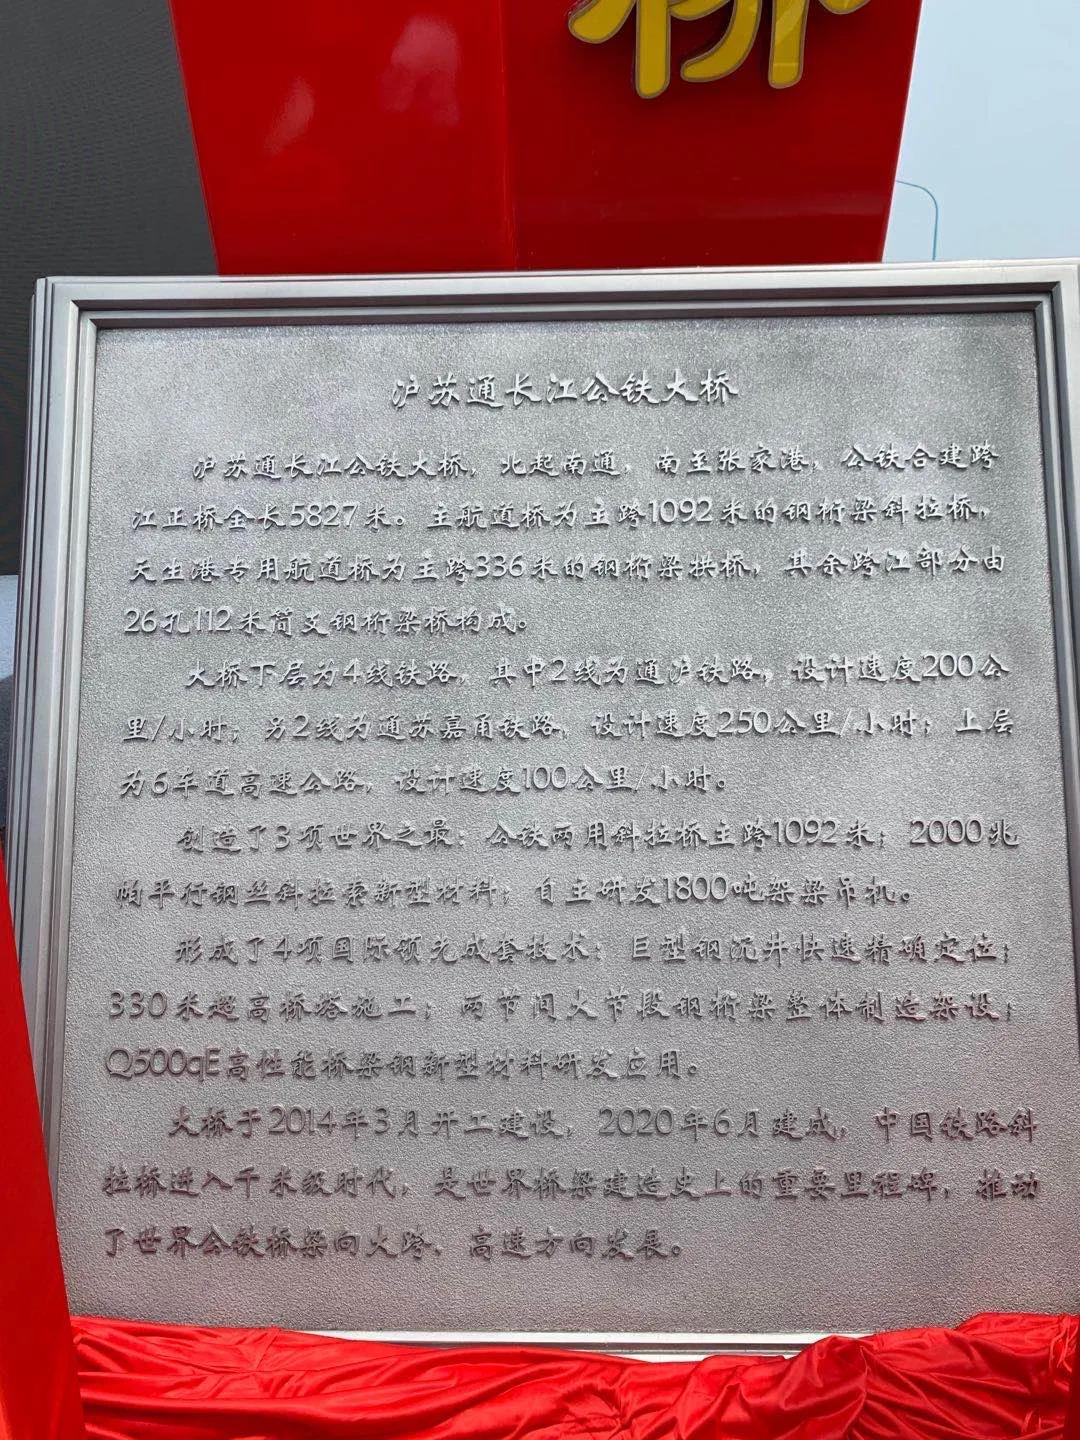 桥
沪苏通长江公铁大桥
沪苏通长江公铁大桥，北起南通，南至张家港，公铁合建跨
江正桥全长5827米。主航道桥为主跨1092米的钢桁梁斜拉桥，
天生港专用航道桥为主跨336米的钢桁梁拱桥，其余跨江部分由
26孔112米简支钢桁梁桥构成。
大桥下层为4线铁路，其中2线为通沪铁路，设计速度200公
里/小时；另2线为通苏嘉甬铁路，设计速度250公里/小时；上层
为6车道高速公路，设计速度100公里/小时。
创造了3项世界之最：公铁两用斜拉桥主跨1092米；2000兆
帕平行钢丝斜拉索新型材料；自主研发1800吨架梁吊机。
形成了4项国际领先成套技术：巨型钢沉井快速精确定位；
330米超高桥塔施工；两节间大节段钢桁梁整体制造架设；
Q500qE高性能桥梁钢新型材料研发应用。
大桥于2014年3月开工建设，2020年6月建成，中国铁路斜
拉桥进入千米级时代，是世界桥梁建造史上的重要里程碑，推动
了世界公铁桥梁向大跨、高速方向发展。